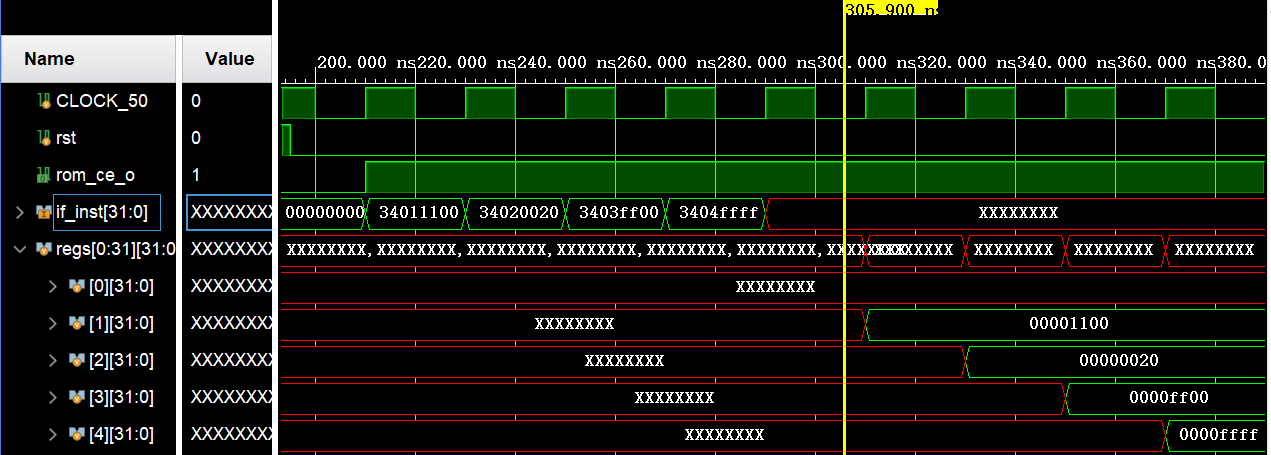 305.900 ns
Name Value
200.000 ns 220.000 ns 240.000 ns 260.000 ns 280.000 ns 300.000 ns 320.000 ns 340.000 ns 360.000 ns 380.0
CLOCK_50 0
rst 0
rom_ce_o 1
if_inst[31:0] XXXXXXXX 00000000 34011100 34020020 3403ff00 3404ffff XXXXXXXX
regs[0:31][31:0 XXXXXXXX XXXXXXXX,XXXXXXXX,XXXXXXXX,XXXXXXXX,XXXXXXXX,XXXXXXXX,XXXXXXXX XXXXXXXX XXXXXXXX XXXXXXXX
[0][31:0] XXXXXXXX XXXXXXXX
[1][31:0] XXXXXXXX XXXXXXXX 00001100
[2][31:0] XXXXXXXX XXXXXXXX 00000020
[3][31:0] XXXXXXXX XXXXXXXX 0000ff00
[4][31:0] XXXXXXXX XXXXXXXX 0000ffff